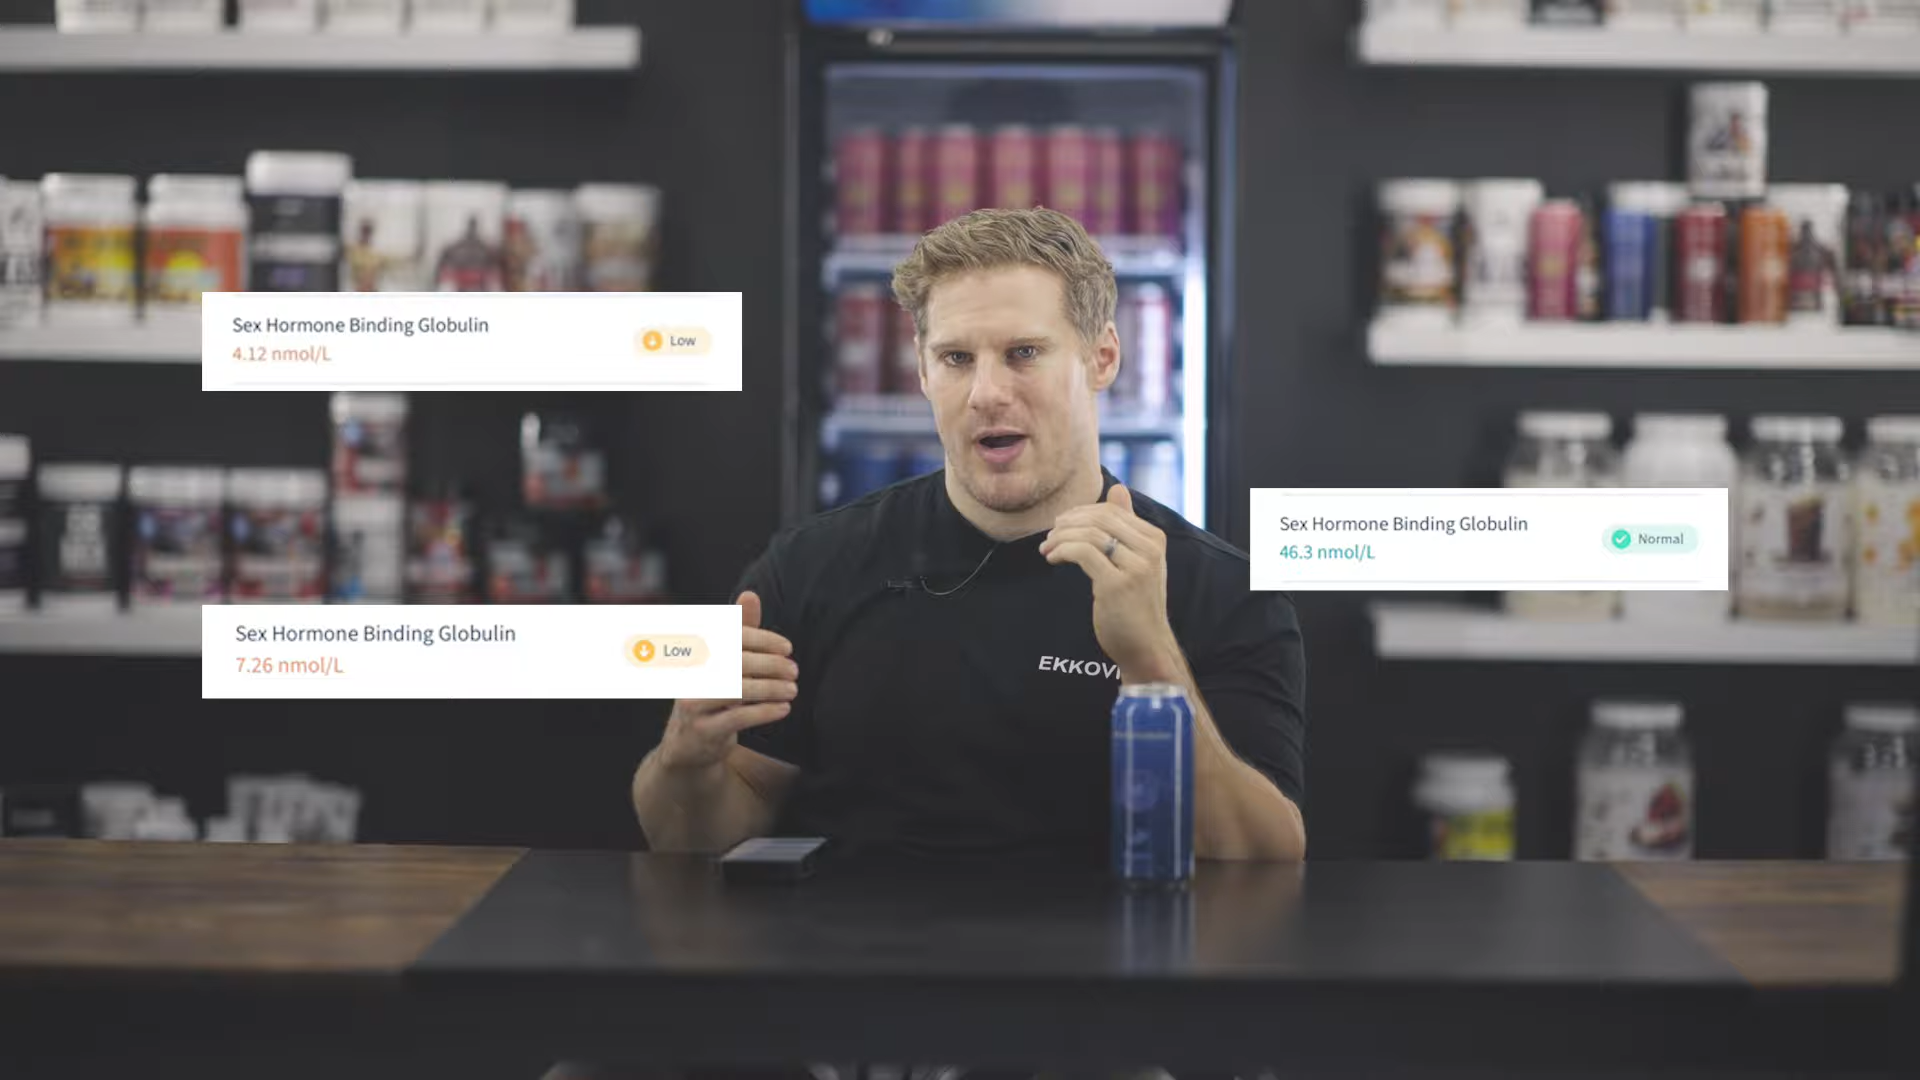 Sex Hormone Binding Globulin
4.12 nmol/L
Low
Sex Hormone Binding Globulin
46.3 nmol/L
Normal
Sex Hormone Binding Globulin
7.26 nmol/L
Low